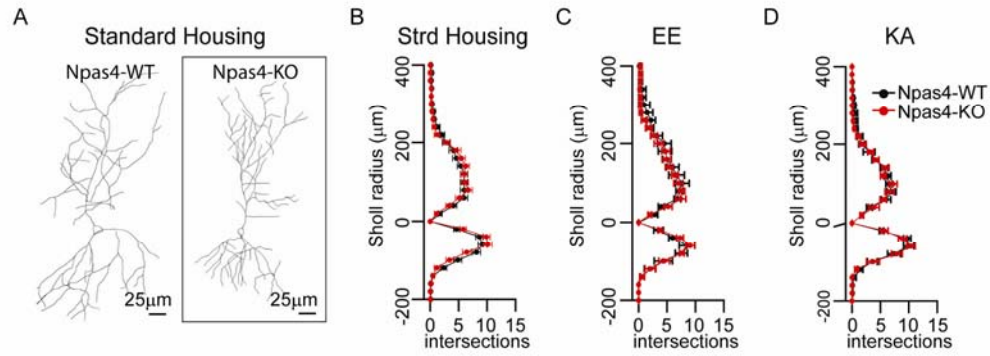 A
Standard Housing
Npas4-WT
Npas4-KO
25μm
25μm
B
Strd Housing
400
200
0
-200
Sholl radius (μm)
0 5 10 15
intersections
C
EE
400
200
0
-200
Sholl radius (μm)
0 5 10 15
intersections
D
KA
400
200
0
-200
Sholl radius (μm)
0 5 10 15
intersections
Npas4-WT
Npas4-KO